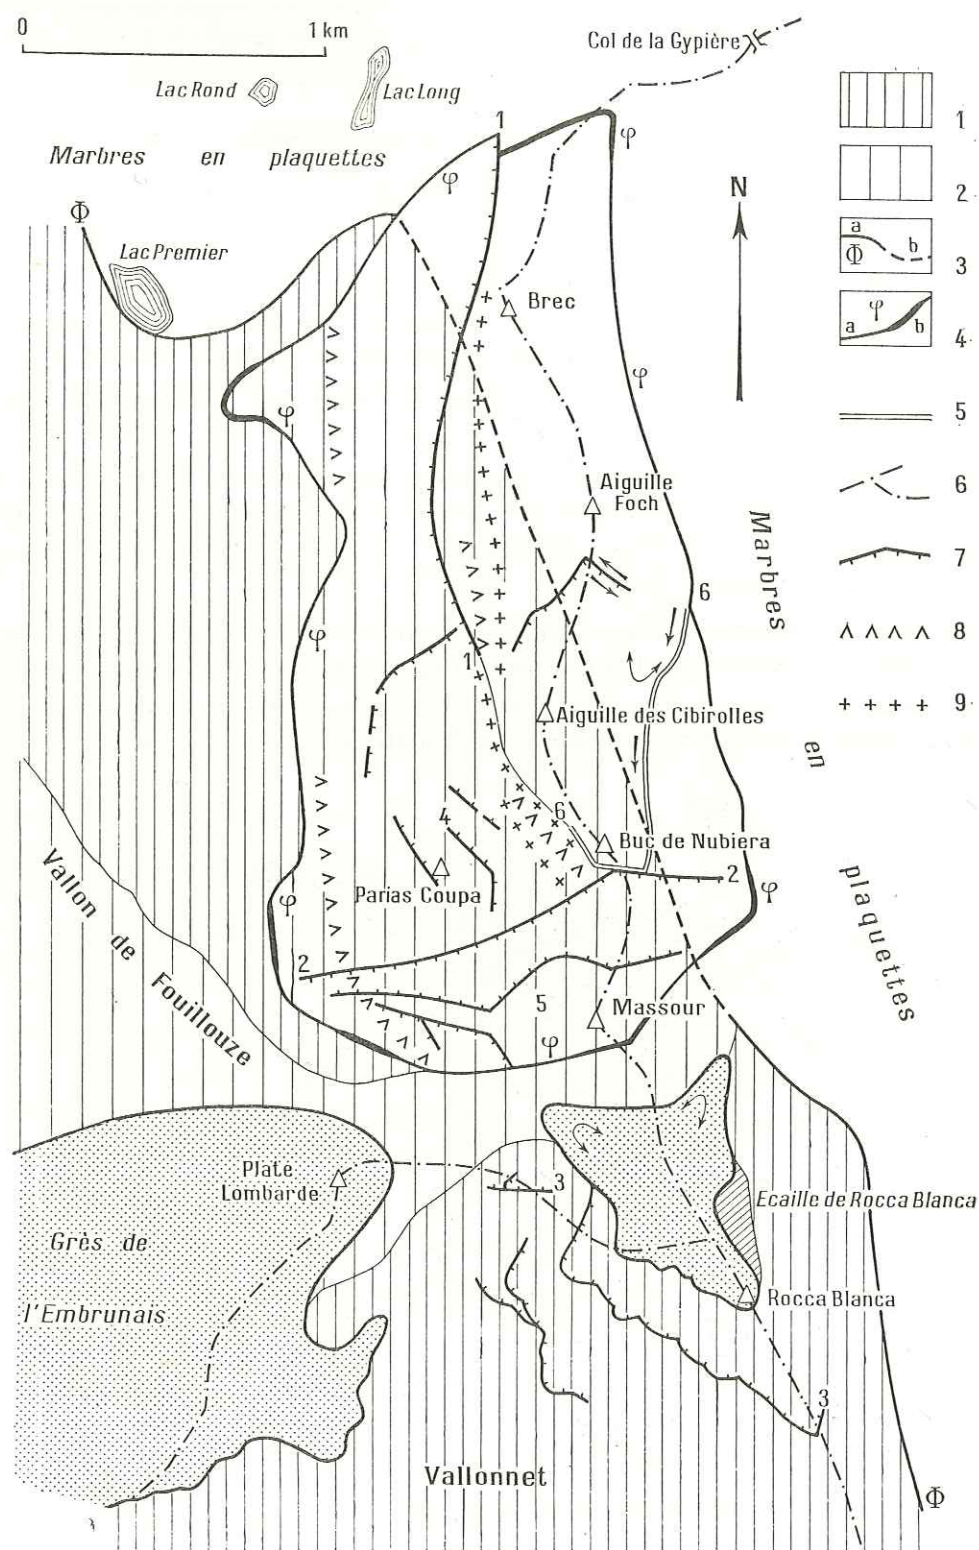 0 1 km
Col de la Gypière
Lac Rond
Lac Long
1
φ
1
Marbres en plaquettes
φ
2
N
Φ
a
b
Φ
3
Lac Premier
φ
a
b
4
Brec
φ
φ
5
Aiguille
Foch
6
Marbres
7
6
8
φ
1
9
Aiguille des Cibirolles
en
6
4
Buc de Nubiera
Vallon
de
Fouillouze
Parias Coupa
2
φ
φ
plaquettes
2
5
Massour
φ
Plate
Lombarde
3
Ecaille de Rocca Blanca
Grès de
l'Embrunais
Rocca Blanca
3
Vallonnet
Φ